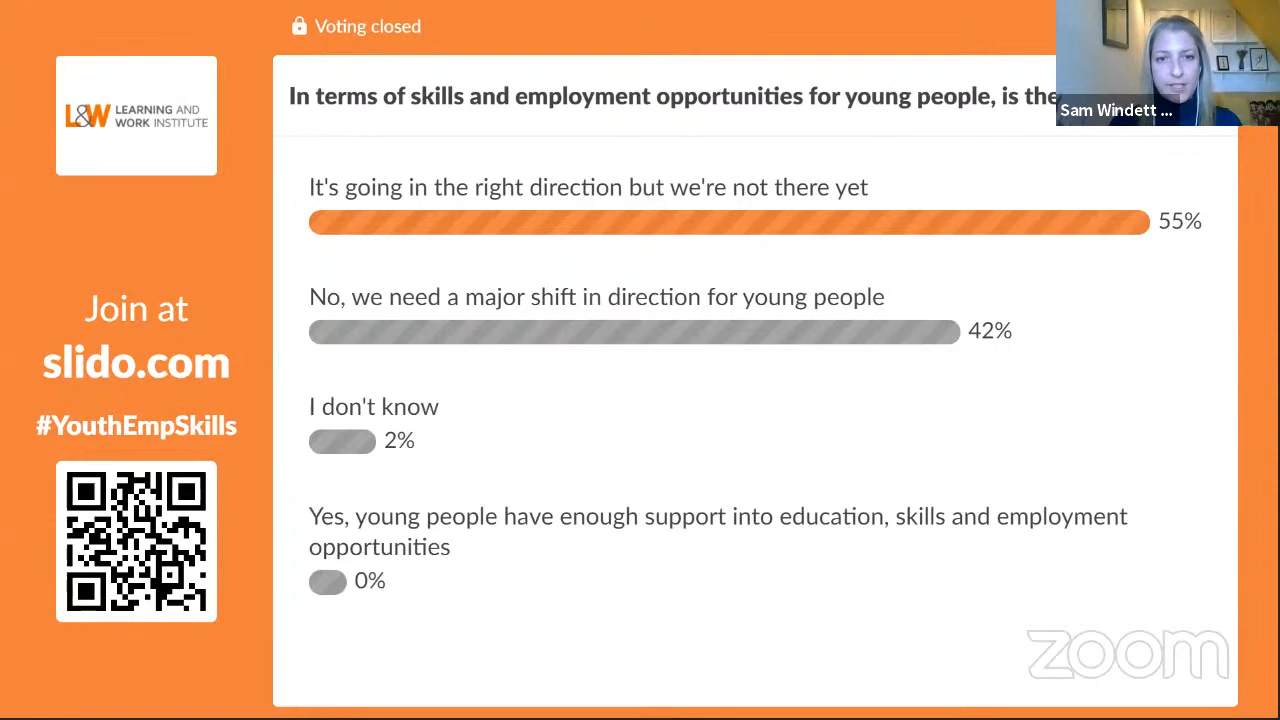 Voting closed
L&W LEARNING AND
WORK INSTITUTE
In terms of skills and employment opportunities for young people, is the
Sam Windett ...
It's going in the right direction but we're not there yet
55%
No, we need a major shift in direction for young people
42%
I don't know
2%
Yes, young people have enough support into education, skills and employment
opportunities
0%
Join at
slido.com
#YouthEmpSkills
zoom